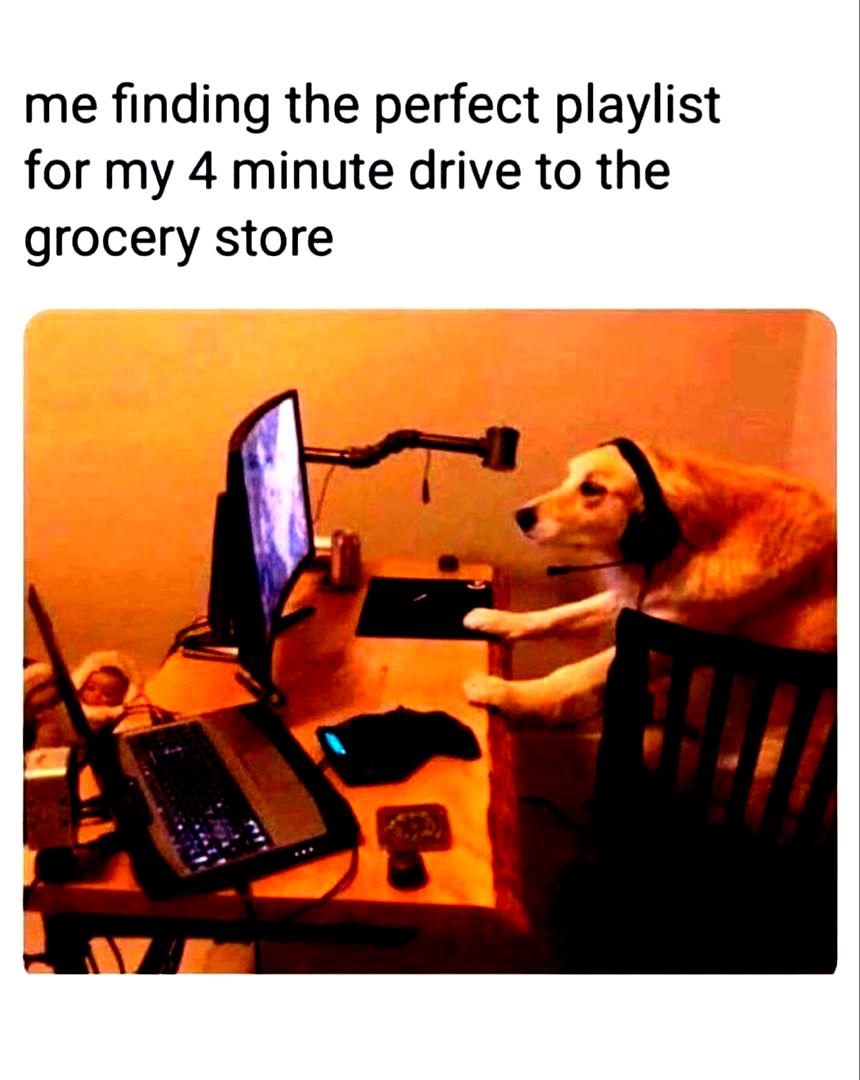 me finding the perfect playlist
for my 4 minute drive to the
grocery store